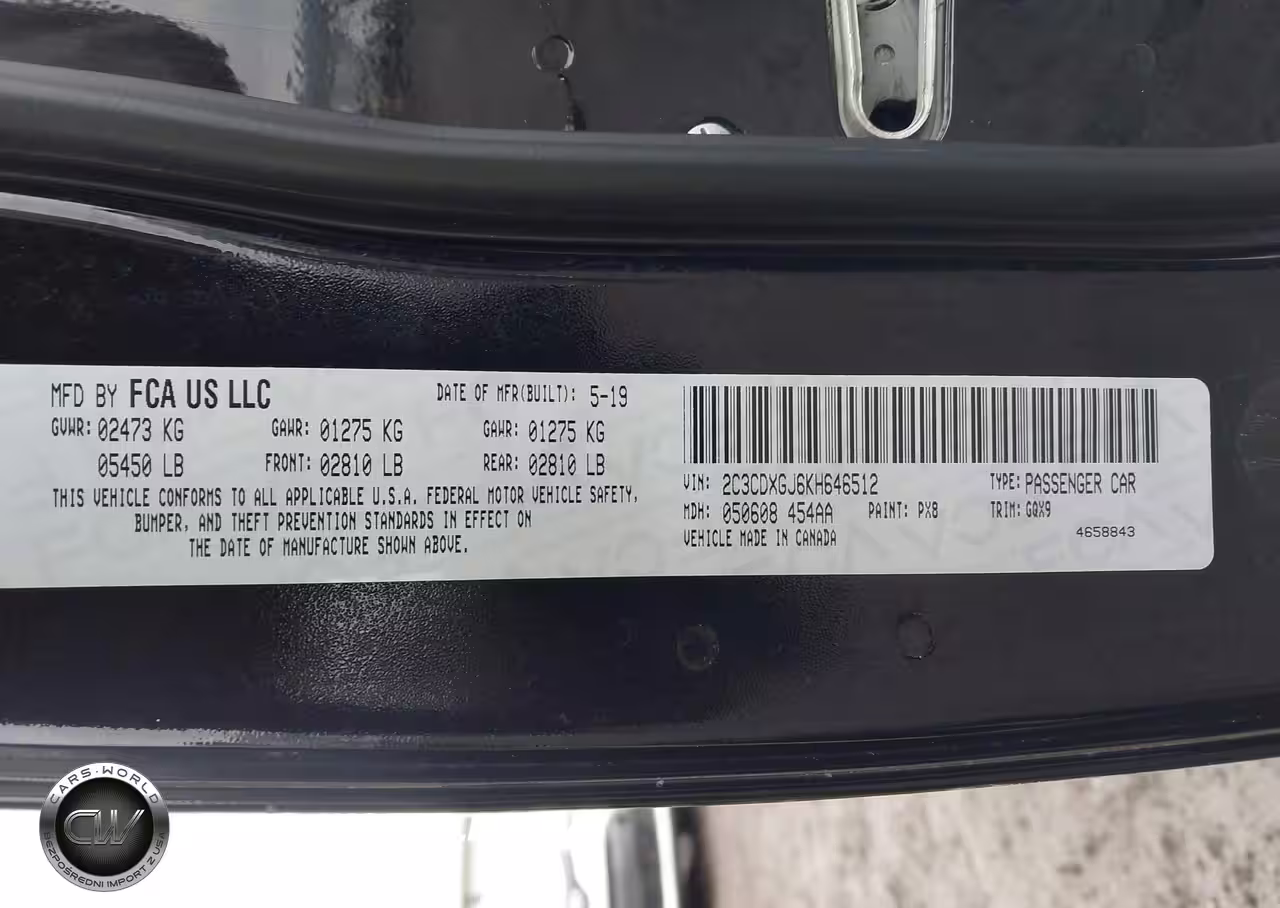 MFD BY FCA US LLC DATE OF MFR(BUILT): 5-19
GVWR: 02473 KG GAWR: 01275 KG GAWR: 01275 KG
05450 LB FRONT: 02810 LB REAR: 02810 LB
THIS VEHICLE CONFORMS TO ALL APPLICABLE U.S.A. FEDERAL MOTOR VEHICLE SAFETY,
BUMPER, AND THEFT PREVENTION STANDARDS IN EFFECT ON
THE DATE OF MANUFACTURE SHOWN ABOVE.
VIN: 2C3CDXGJ6KH646512 TYPE: PASSENGER CAR
MDH: 050608 454AA PAINT: PX8 TRIM: GQX9
VEHICLE MADE IN CANADA 4658843
CARS·WORLD
CW
BEZPOŚREDNI IMPORT Z USA